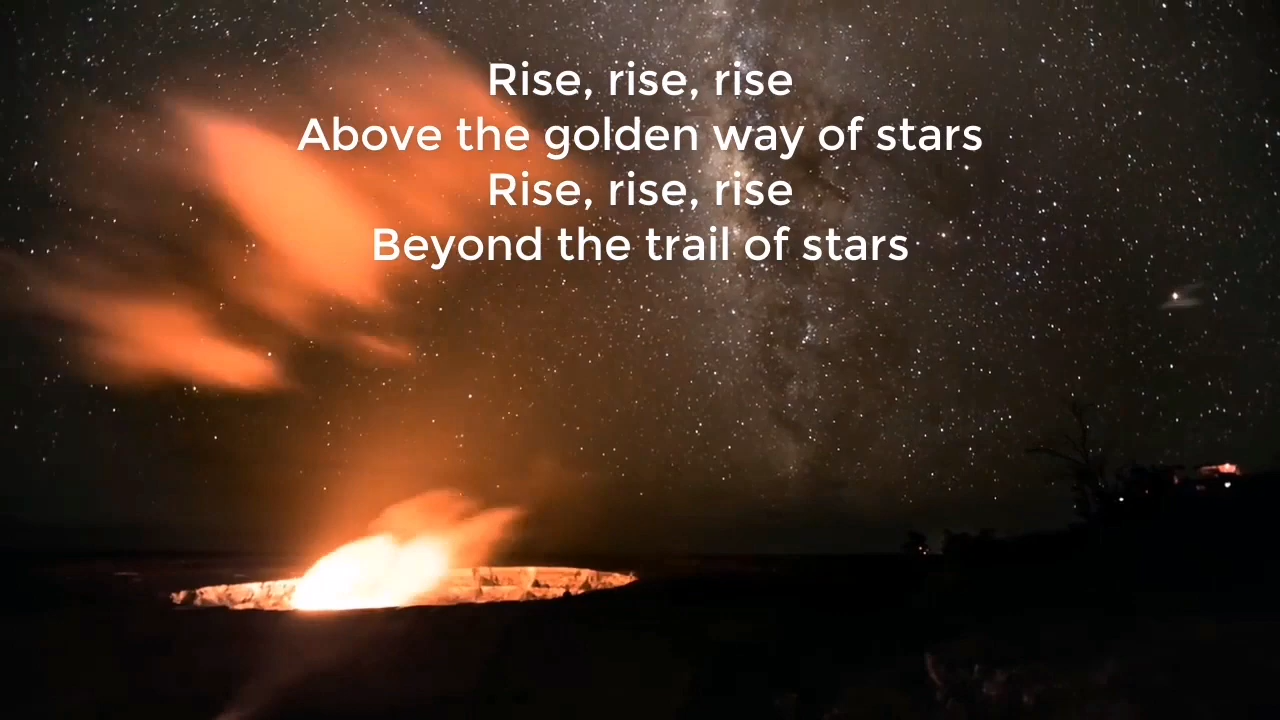 Rise, rise, rise
Above the golden way of stars
Rise, rise, rise
Beyond the trail of stars